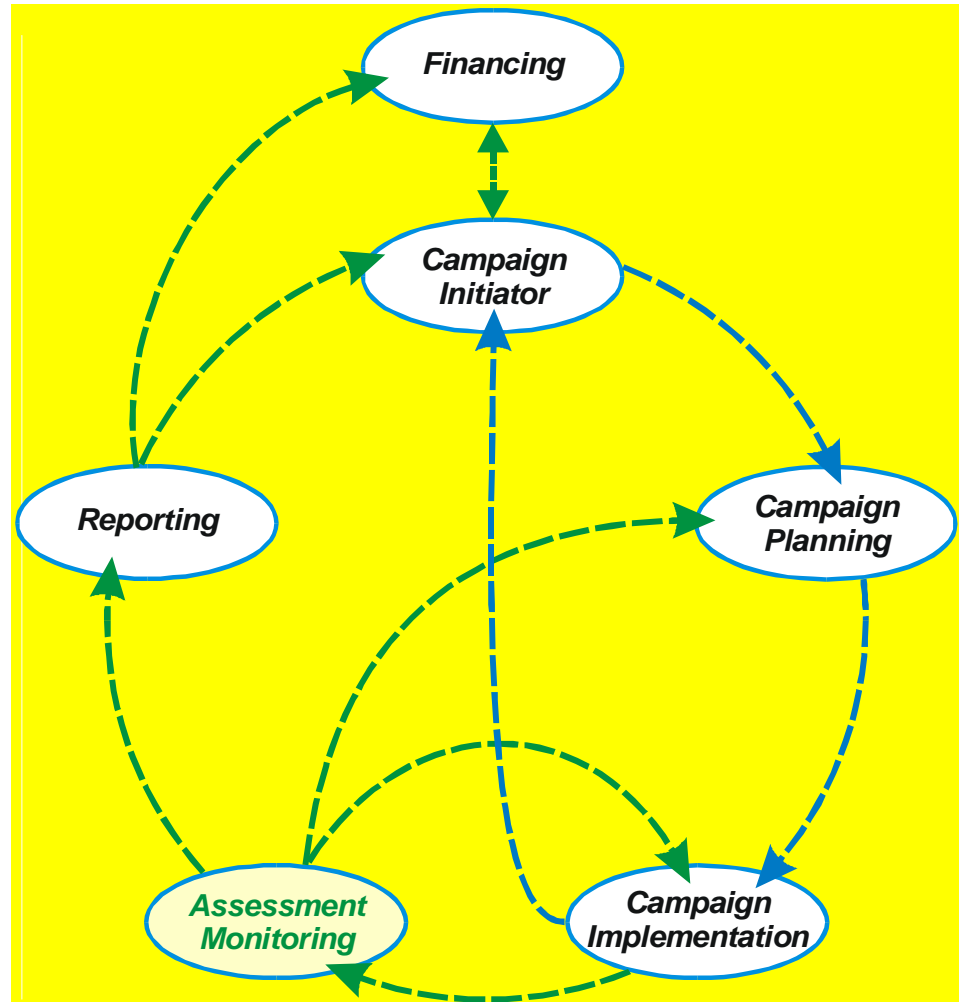 Financing
Campaign
Initiator
Reporting
Campaign
Planning
Assessment
Monitoring
Campaign
Implementation